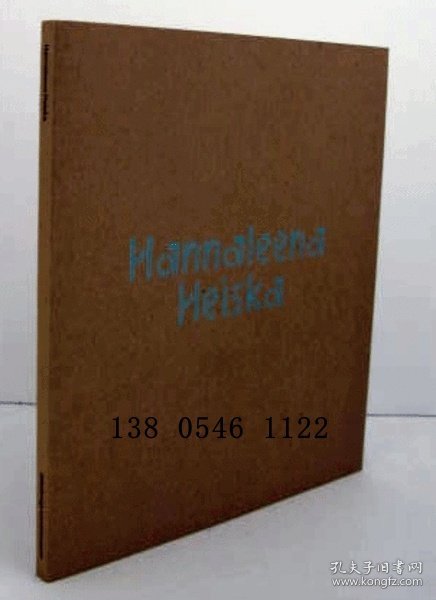 Hannaleena
Heiska
138 0546 1122
孔夫子旧书网
www.kongfz.com